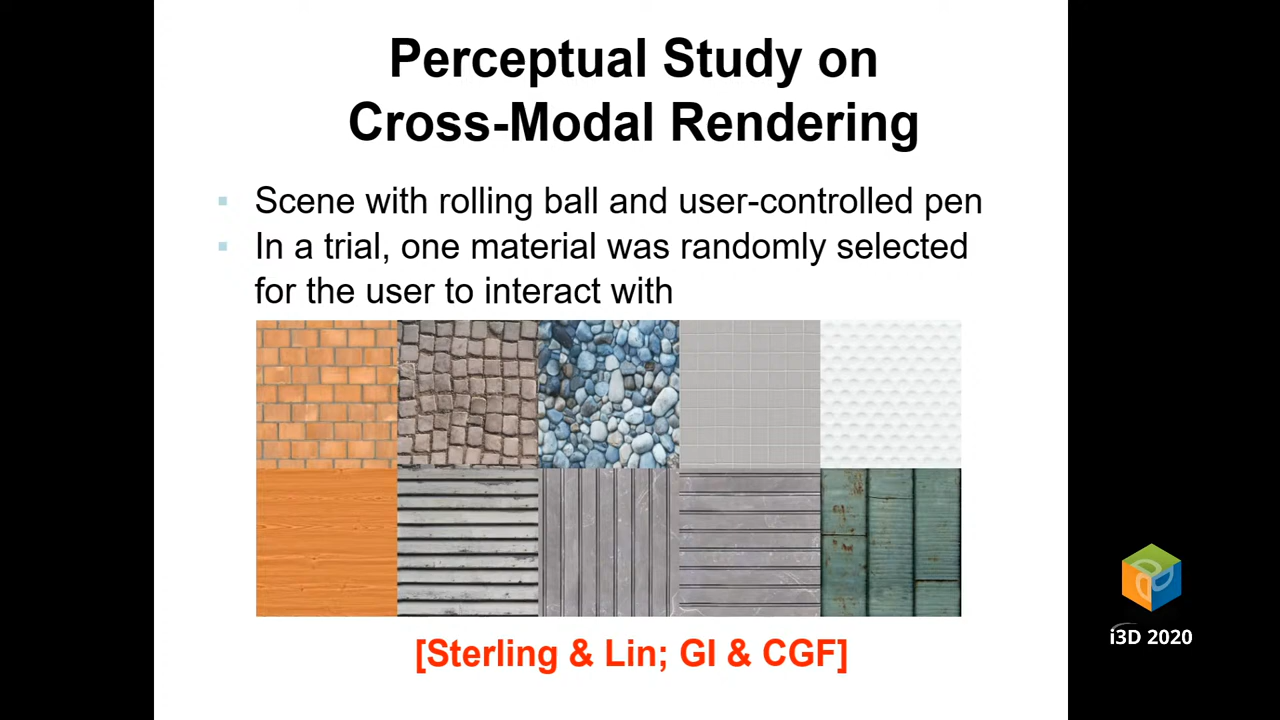 Perceptual Study on
Cross-Modal Rendering
▪ Scene with rolling ball and user-controlled pen
▪ In a trial, one material was randomly selected
for the user to interact with
[Sterling & Lin; GI & CGF]
i3D 2020